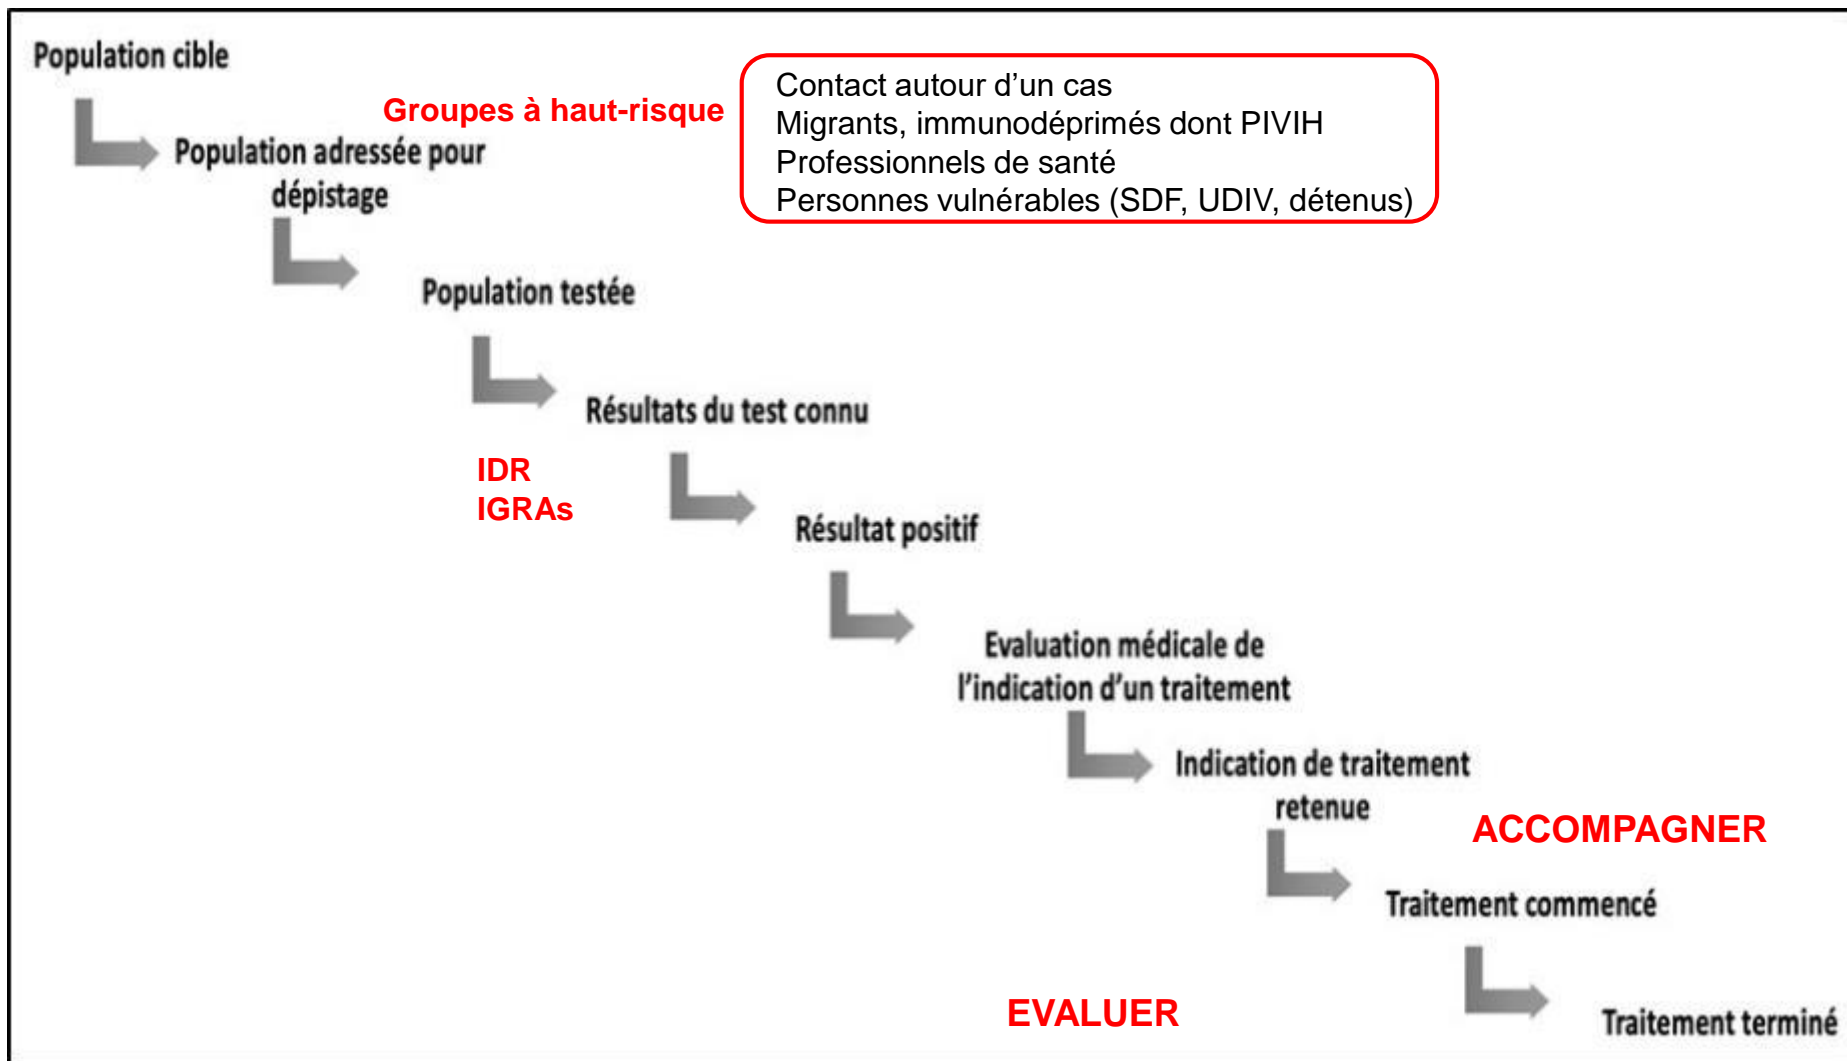 Population cible
Groupes à haut-risque
Contact autour d’un cas
Migrants, immunodéprimés dont PIVIH
Professionnels de santé
Personnes vulnérables (SDF, UDIV, détenus)
Population adressée pour
dépistage
Population testée
Résultats du test connu
IDR
IGRAs
Résultat positif
Evaluation médicale de
l’indication d’un traitement
Indication de traitement
retenue
ACCOMPAGNER
Traitement commencé
EVALUER
Traitement terminé